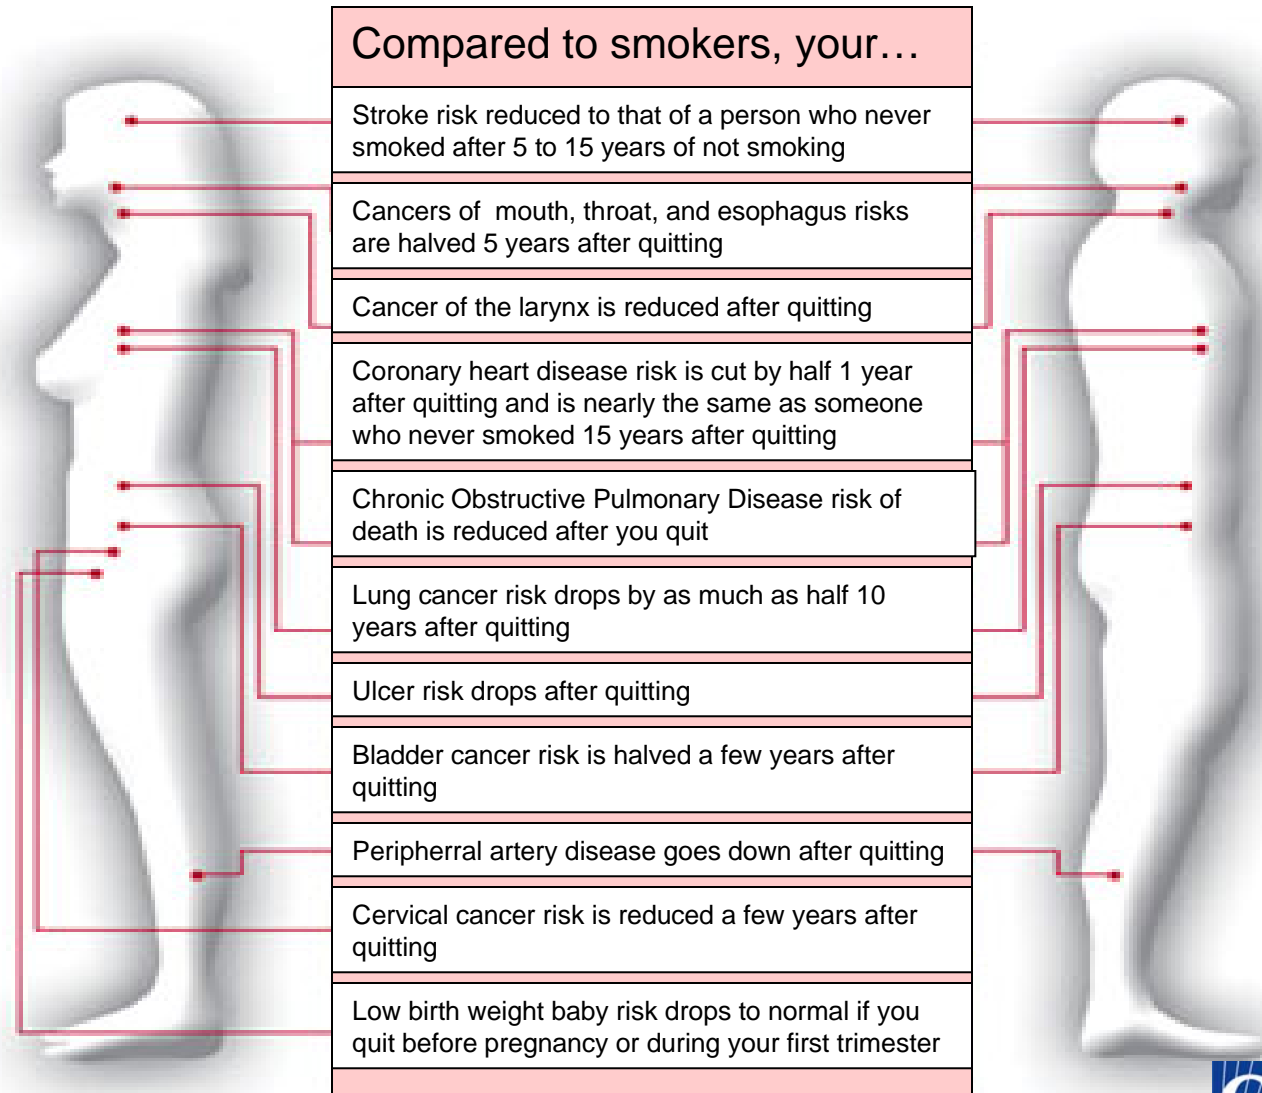 Compared to smokers, your…
Stroke risk reduced to that of a person who never
smoked after 5 to 15 years of not smoking
Cancers of  mouth, throat, and esophagus risks
are halved 5 years after quitting
Cancer of the larynx is reduced after quitting
Coronary heart disease risk is cut by half 1 year
after quitting and is nearly the same as someone
who never smoked 15 years after quitting
Chronic Obstructive Pulmonary Disease risk of
death is reduced after you quit
Lung cancer risk drops by as much as half 10
years after quitting
Ulcer risk drops after quitting
Bladder cancer risk is halved a few years after
quitting
Peripherral artery disease goes down after quitting
Cervical cancer risk is reduced a few years after
quitting
Low birth weight baby risk drops to normal if you
quit before pregnancy or during your first trimester